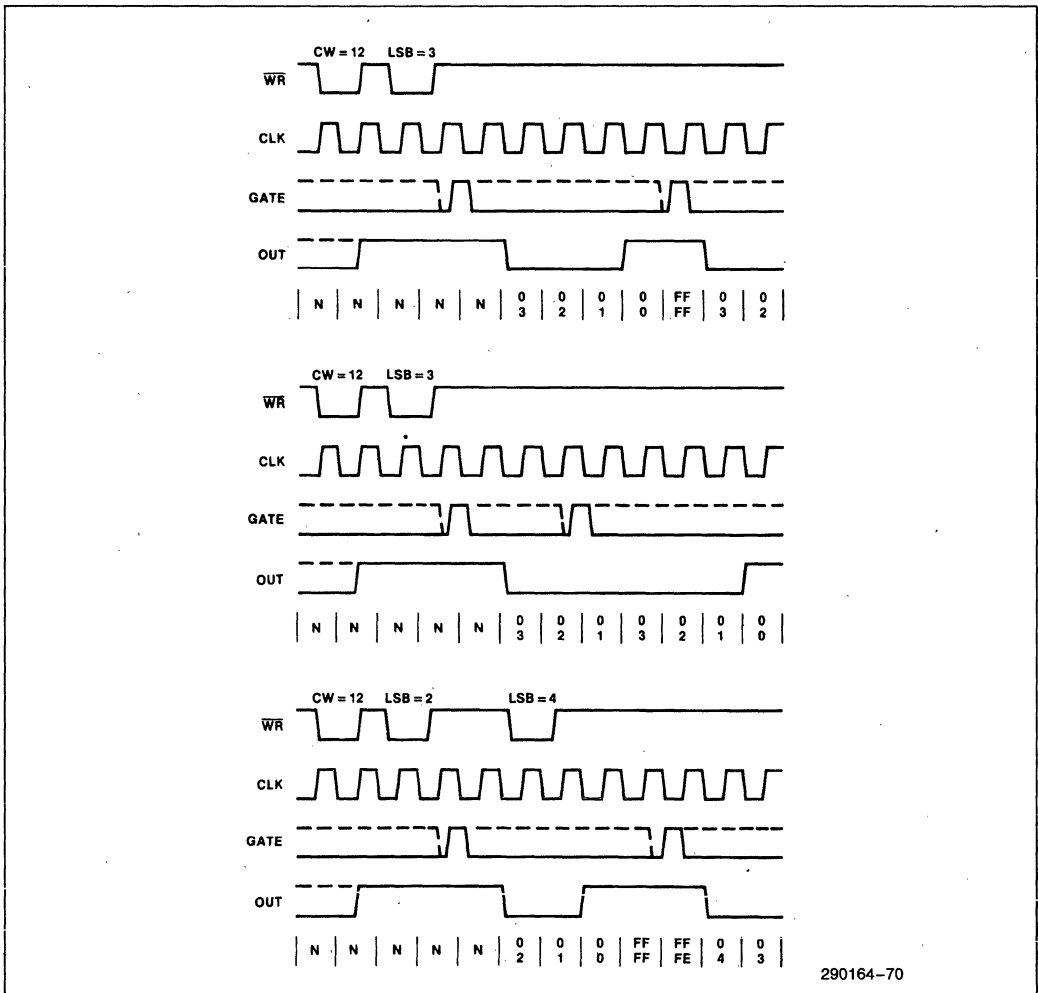 CW = 12 LSB = 3
WR
CLK
GATE
OUT
N N N N N 0 0 0 0 FF 0 0
3 2 1 0 FF 3 2
CW = 12 LSB = 3
WR
CLK
GATE
OUT
N N N N N 0 0 0 0 0 0 0
3 2 1 3 2 1 0
CW = 12 LSB = 2 LSB = 4
WR
CLK
GATE
OUT
N N N N N 0 0 0 FF FF 0 0
2 1 0 FF FE 4 3
290164–70